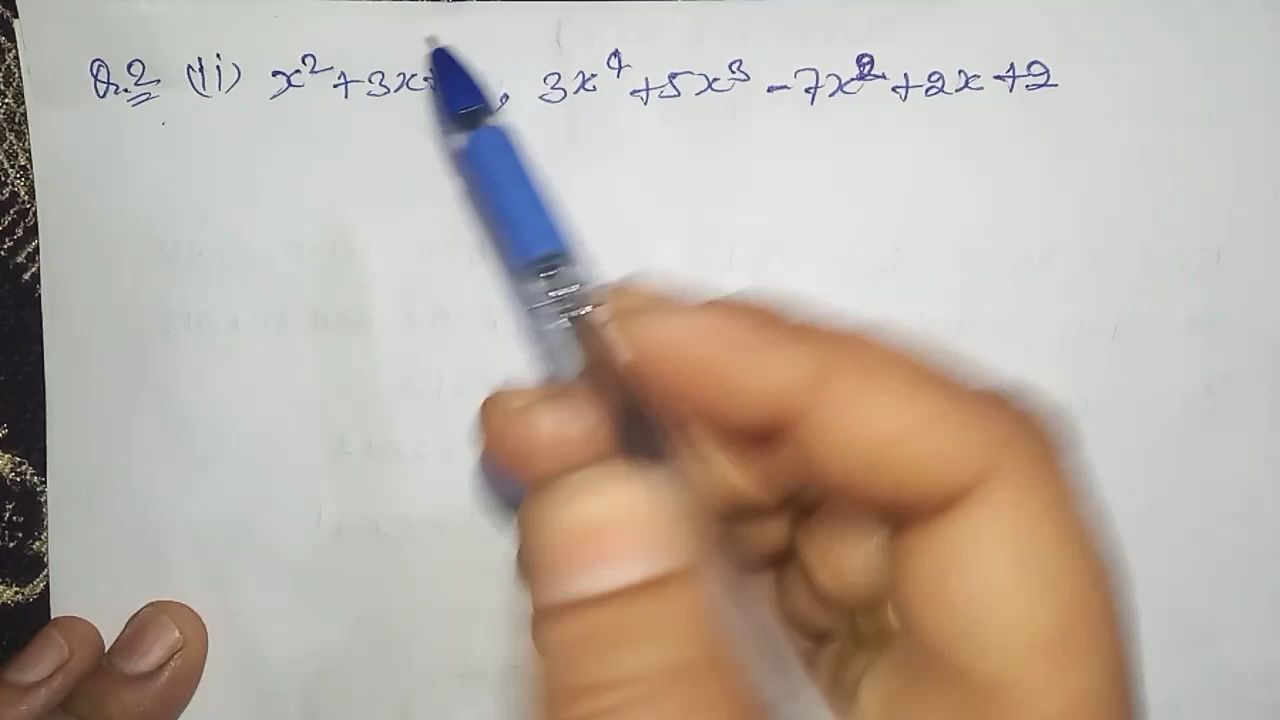 Q.2 (ii) x²+3x+ , 3x⁴+5x³-7x²+2x+2